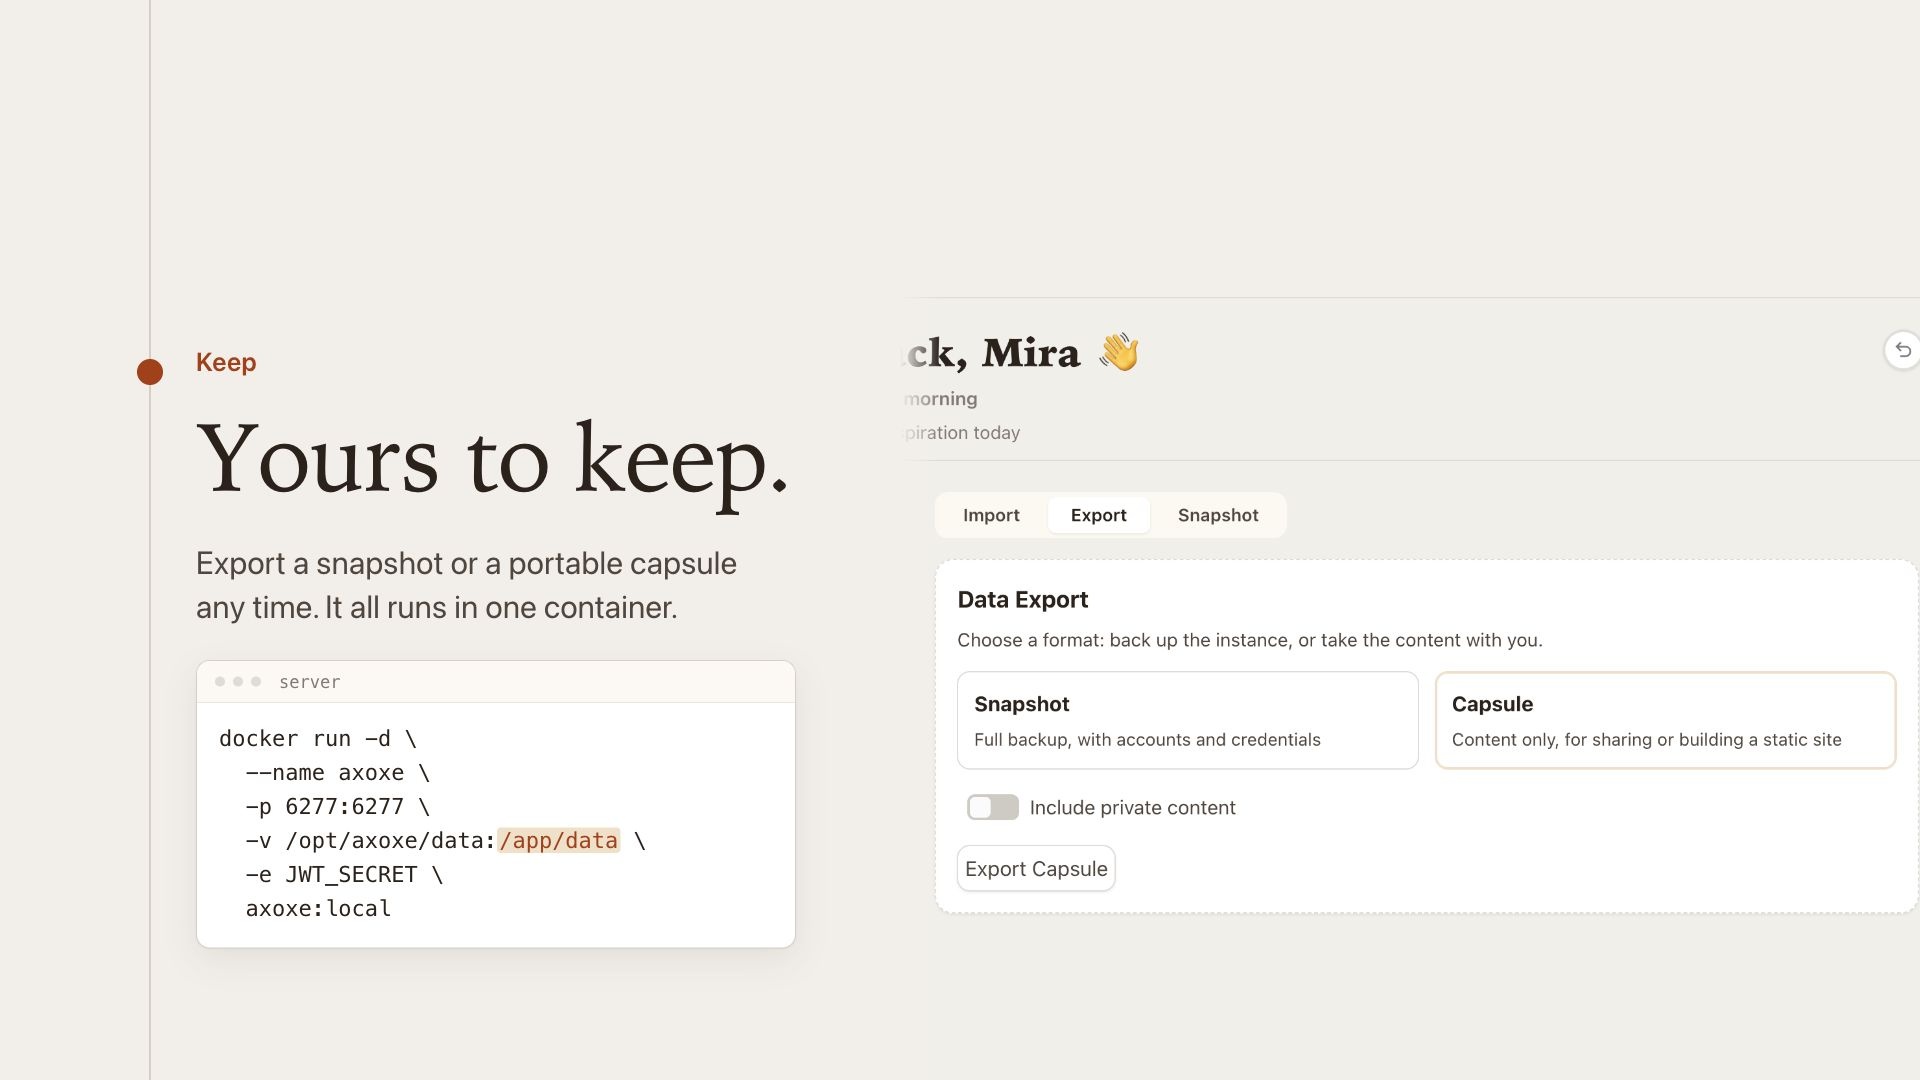 Keep
Yours to keep.
Export a snapshot or a portable capsule
any time. It all runs in one container.
server
docker run -d \
--name axoxe \
-p 6277:6277 \
-v /opt/axoxe/data:/app/data \
-e JWT_SECRET \
axoxe:local
ck, Mira 👋
morning
piration today
Import Export Snapshot
Data Export
Choose a format: back up the instance, or take the content with you.
Snapshot
Full backup, with accounts and credentials
Capsule
Content only, for sharing or building a static site
Include private content
Export Capsule